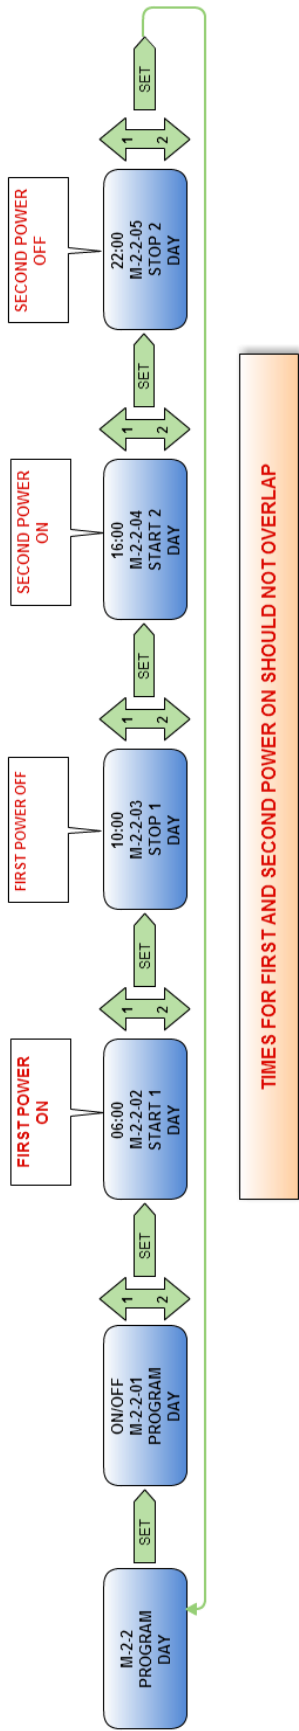 M-2-2
PROGRAM
DAY
SET
ON/OFF
M-2-2-01
PROGRAM
DAY
1
2
SET
FIRST POWER
ON
06:00
M-2-2-02
START 1
DAY
1
2
SET
FIRST POWER OFF
10:00
M-2-2-03
STOP 1
DAY
1
2
SET
SECOND POWER
ON
16:00
M-2-2-04
START 2
DAY
1
2
SET
SECOND POWER
OFF
22:00
M-2-2-05
STOP 2
DAY
1
2
SET
TIMES FOR FIRST AND SECOND POWER ON SHOULD NOT OVERLAP